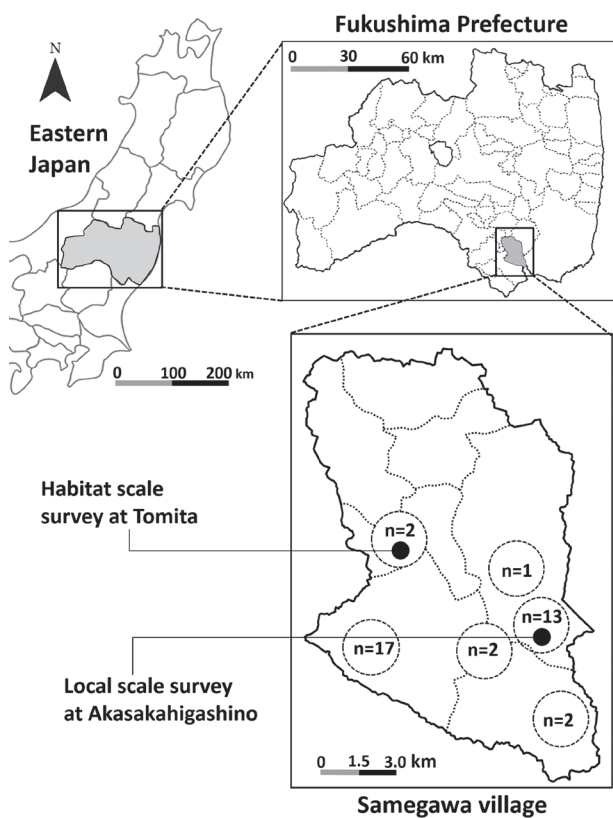 Fukushima Prefecture
N
0 30 60 km
Eastern
Japan
0 100 200 km
Habitat scale
survey at Tomita
n=2
n=1
n=13
n=17
n=2
Local scale survey
at Akasakahigashino
n=2
0 1.5 3.0 km
Samegawa village